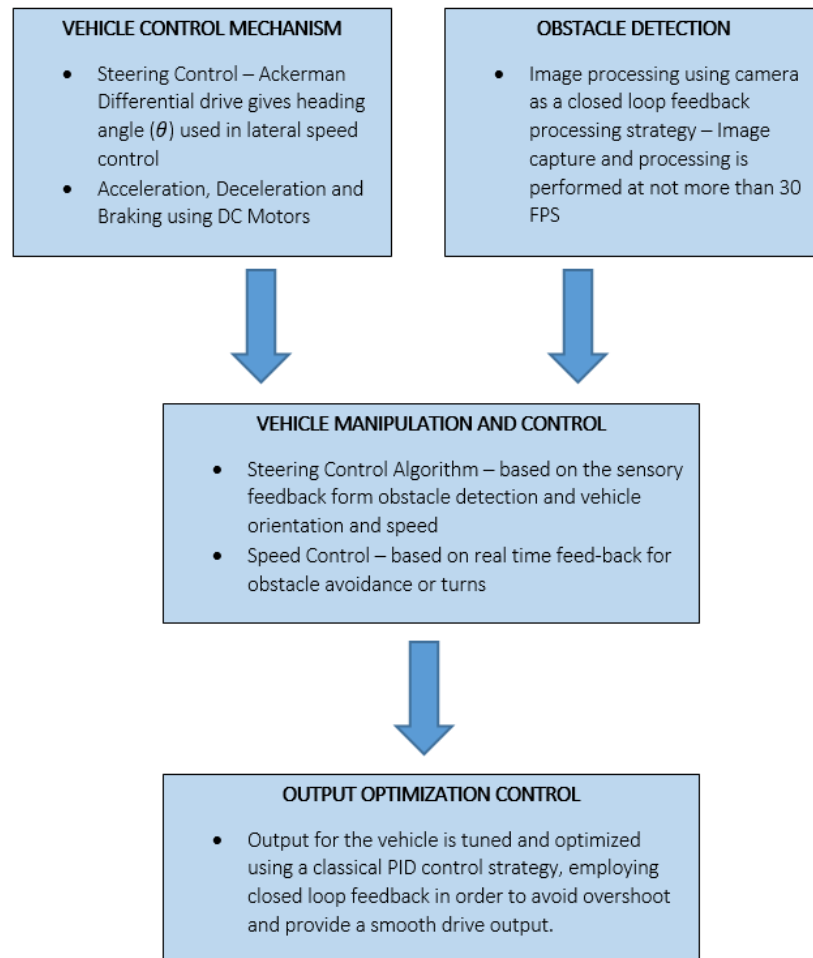 VEHICLE CONTROL MECHANISM
• Steering Control – Ackerman
Differential drive gives heading
angle (θ) used in lateral speed
control
• Acceleration, Deceleration and
Braking using DC Motors
OBSTACLE DETECTION
• Image processing using camera
as a closed loop feedback
processing strategy – Image
capture and processing is
performed at not more than 30
FPS
VEHICLE MANIPULATION AND CONTROL
• Steering Control Algorithm – based on the sensory
feedback form obstacle detection and vehicle
orientation and speed
• Speed Control – based on real time feed-back for
obstacle avoidance or turns
OUTPUT OPTIMIZATION CONTROL
• Output for the vehicle is tuned and optimized
using a classical PID control strategy, employing
closed loop feedback in order to avoid overshoot
and provide a smooth drive output.